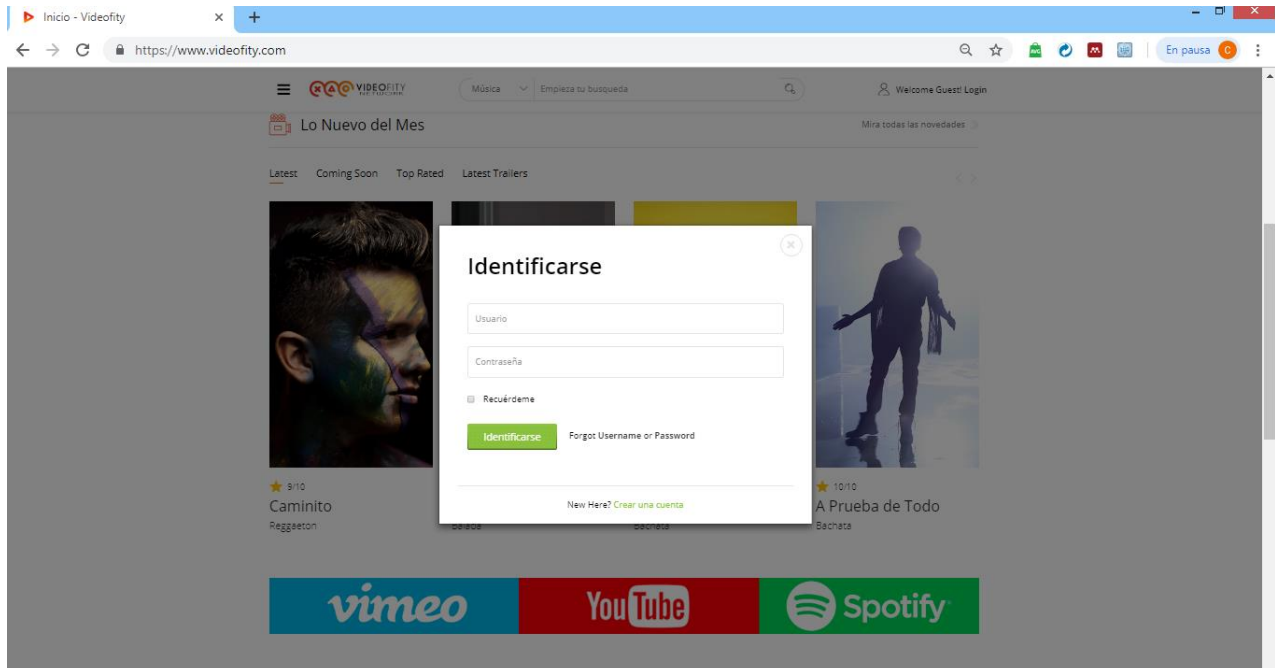 Inicio - Videofity
https://www.videofity.com
En pausa C
VIDEOFITY
NETWORK
Música
Empieza tu busqueda
Welcome Guest! Login
Lo Nuevo del Mes
Mira todas las novedades
Latest Coming Soon Top Rated Latest Trailers
Identificarse
Usuario
Contraseña
Recuérdeme
Identificarse Forgot Username or Password
New Here? Crear una cuenta
9/10
Caminito
Reggaeton
Balada
Bachata
10/10
A Prueba de Todo
Bachata
vimeo
YouTube
Spotify